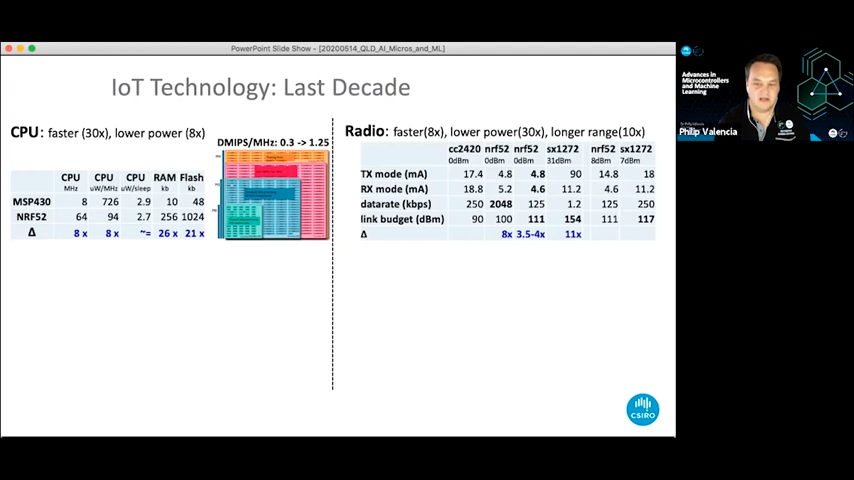 PowerPoint Slide Show - [20200514_QLD_AI_Micros_and_ML]
IoT Technology: Last Decade
CPU: faster (30x), lower power (8x)
DMIPS/MHz: 0.3 -> 1.25
CPU CPU CPU RAM Flash
MHz uW/MHz uW/sleep kb kb
MSP430 8 726 2.9 10 48
NRF52 64 94 2.7 256 1024
Δ 8 x 8 x ~= 26 x 21 x
Radio: faster(8x), lower power(30x), longer range(10x)
cc2420 nrf52 nrf52 sx1272 nrf52 sx1272
0dBm 0dBm 0dBm 31dBm 8dBm 7dBm
TX mode (mA) 17.4 4.8 4.8 90 14.8 18
RX mode (mA) 18.8 5.2 4.6 11.2 4.6 11.2
datarate (kbps) 250 2048 125 1.2 125 250
link budget (dBm) 90 100 111 154 111 117
Δ 8x 3.5-4x 11x
CSIRO
Advances in
Microcontrollers
and Machine
Learning
Philip Valencia